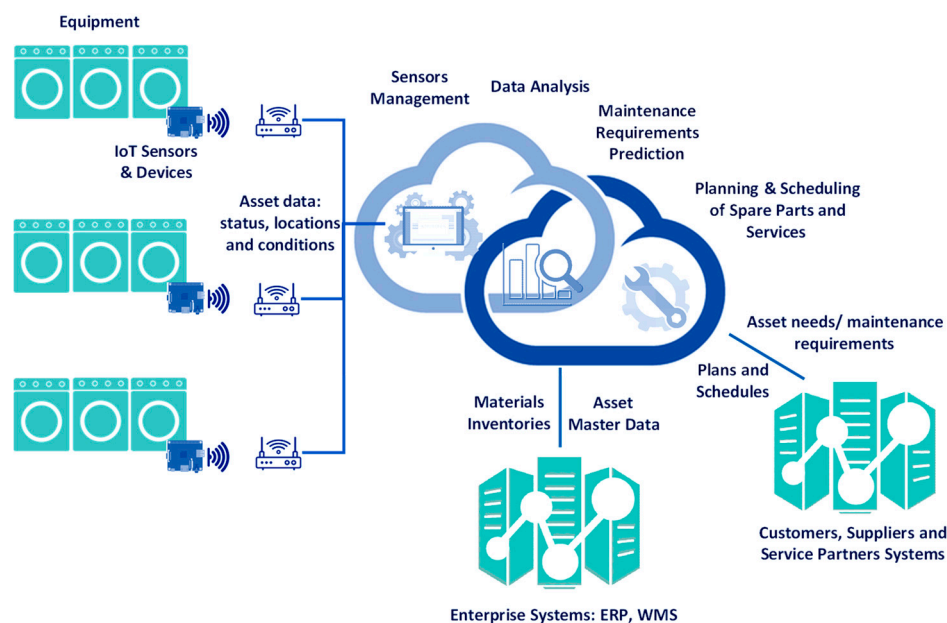 Equipment
IoT Sensors
& Devices
Asset data:
status, locations
and conditions
Sensors
Management
Data Analysis
Maintenance
Requirements
Prediction
Planning & Scheduling
of Spare Parts and
Services
Asset needs/ maintenance
requirements
Plans and
Schedules
Materials
Inventories
Asset
Master Data
Customers, Suppliers and
Service Partners Systems
Enterprise Systems: ERP, WMS